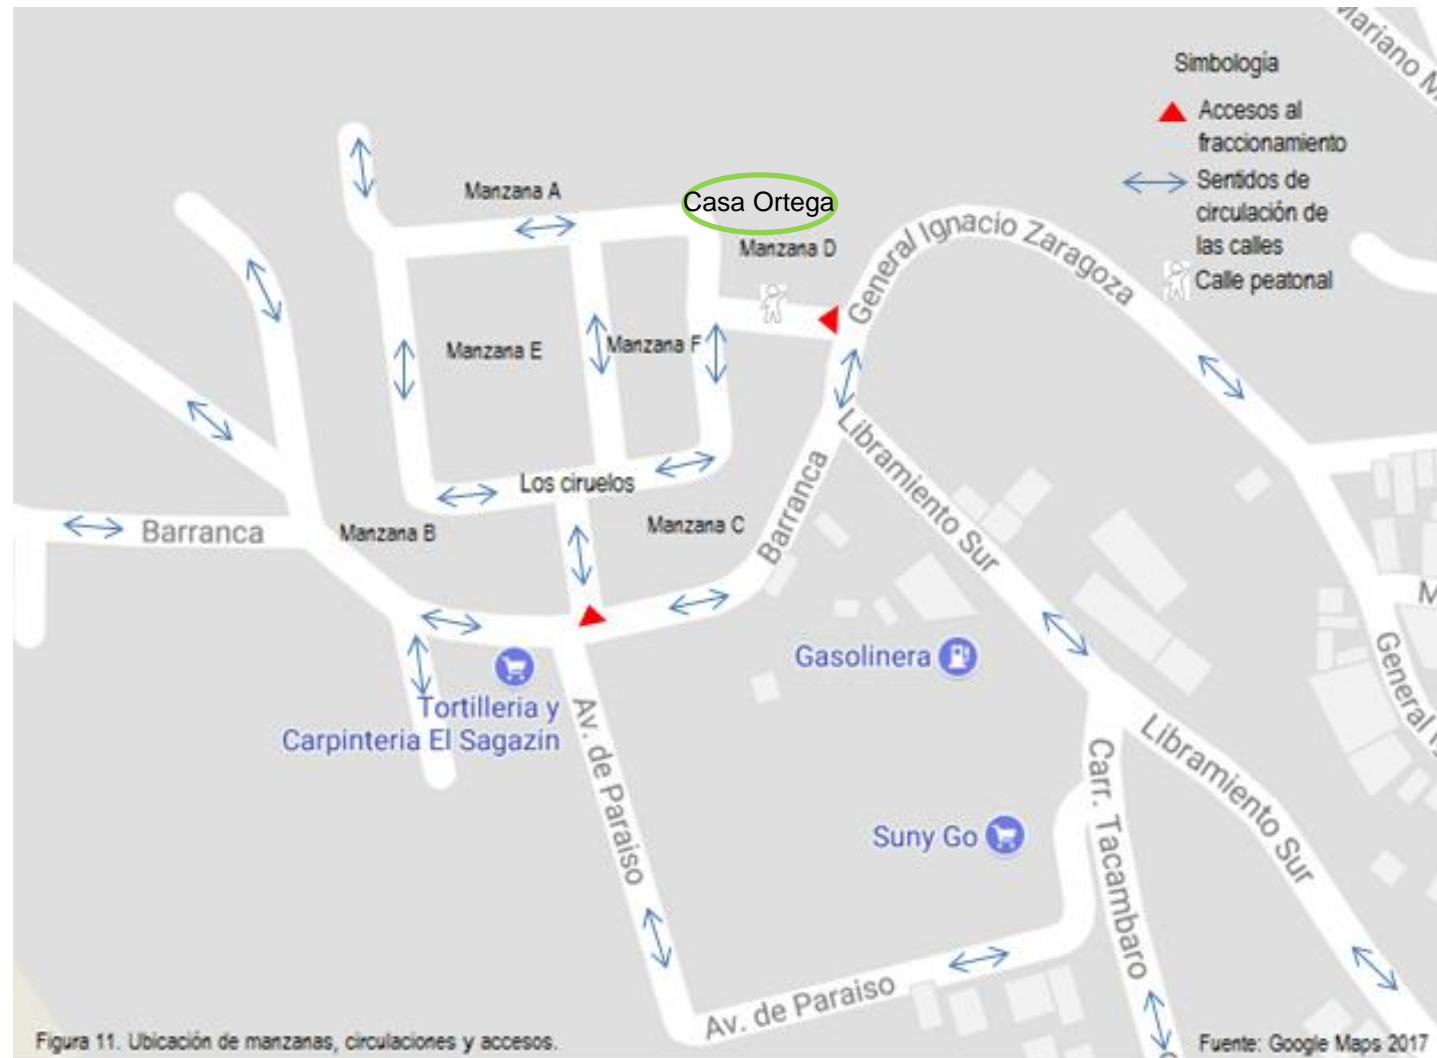 Mariano M
Simbología
Accesos al
fraccionamiento
Sentidos de
circulación de
las calles
Calle peatonal
Manzana A
Casa Ortega
Manzana D
General Ignacio Zaragoza
Manzana E
Manzana F
Libramiento Sur
Los ciruelos
Barranca
Manzana B
Manzana C
Barranca
M
Gasolinera
General
Tortilleria y
Carpinteria El Sagazin
Av. de Paraiso
Libramiento Sur
Carr. Tacambaro
Suny Go
Av. de Paraiso
Figura 11. Ubicación de manzanas, circulaciones y accesos.
Fuente: Google Maps 2017